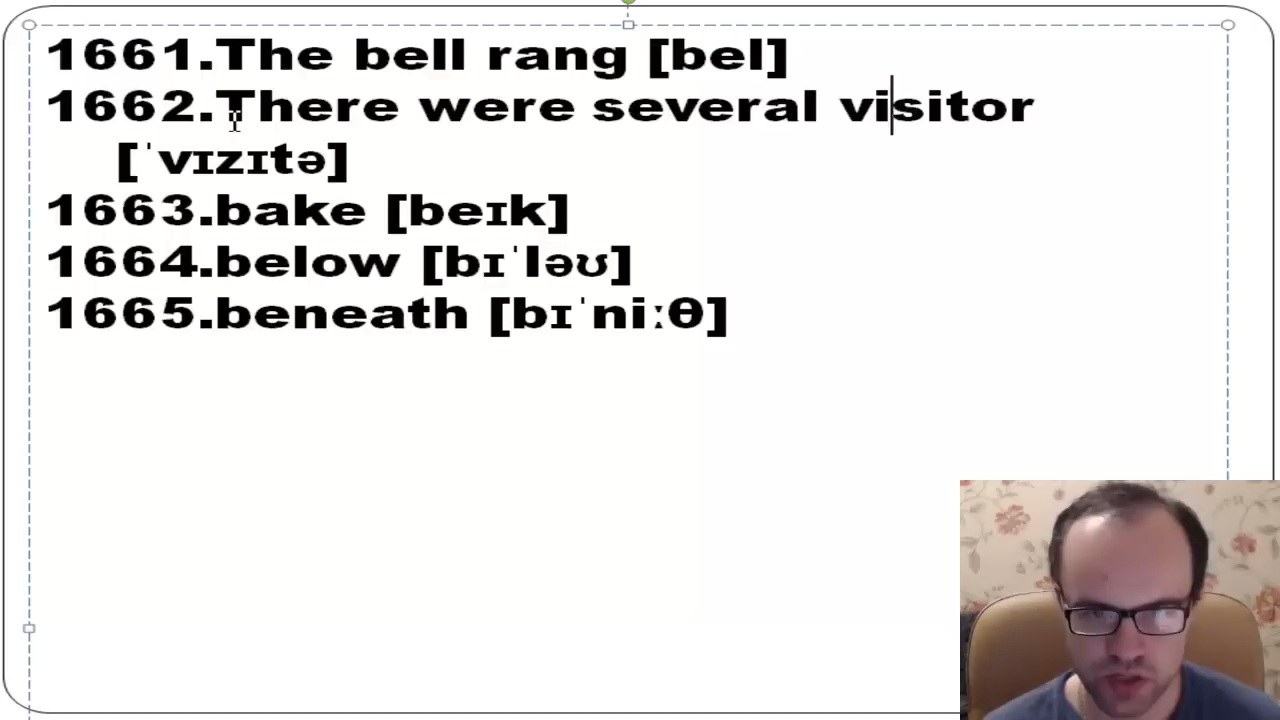 1661.The bell rang [bel]
1662.There were several visitor
[ˈvɪzɪtə]
1663.bake [beɪk]
1664.below [bɪˈləʊ]
1665.beneath [bɪˈniːθ]